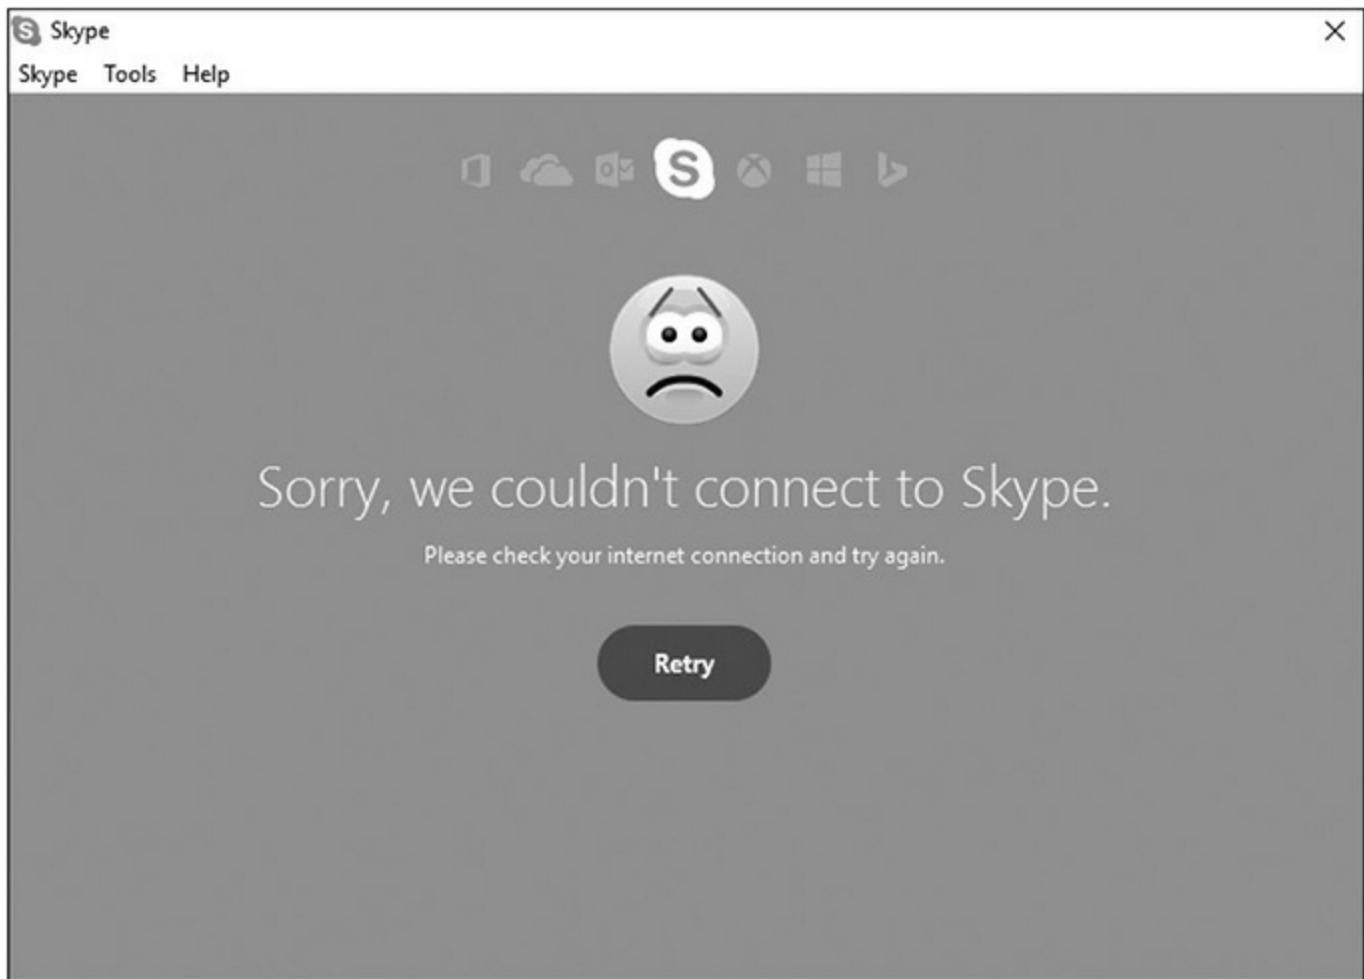 Skype
Skype Tools Help
Sorry, we couldn't connect to Skype.
Please check your internet connection and try again.
Retry